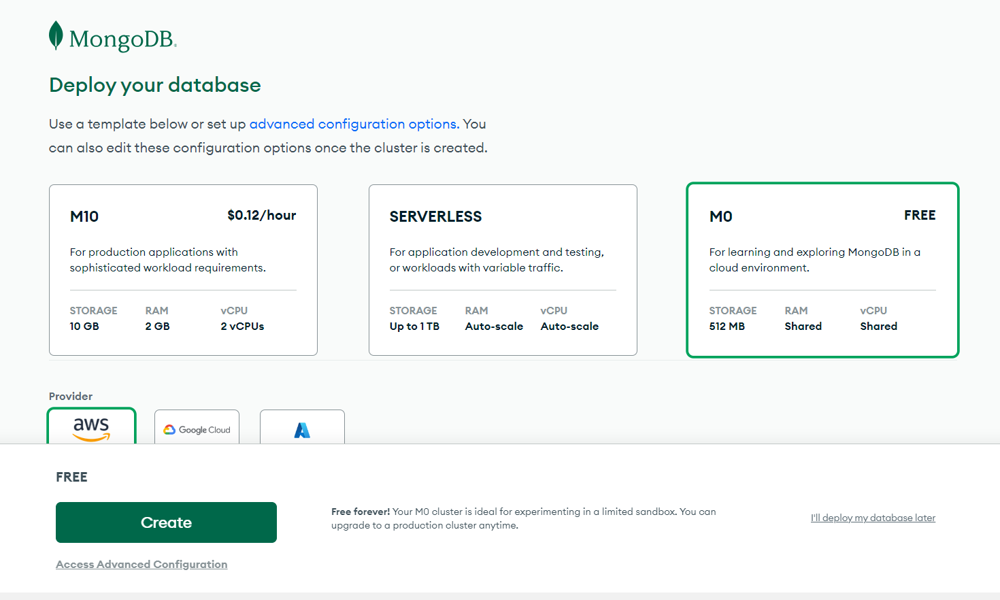 MongoDB®
Deploy your database
Use a template below or set up advanced configuration options. You
can also edit these configuration options once the cluster is created.
M10 $0.12/hour
For production applications with
sophisticated workload requirements.
STORAGE RAM vCPU
10 GB 2 GB 2 vCPUs
SERVERLESS
For application development and testing,
or workloads with variable traffic.
STORAGE RAM vCPU
Up to 1 TB Auto-scale Auto-scale
M0 FREE
For learning and exploring MongoDB in a
cloud environment.
STORAGE RAM vCPU
512 MB Shared Shared
Provider
aws Google Cloud
FREE
Create
Free forever! Your M0 cluster is ideal for experimenting in a limited sandbox. You can
upgrade to a production cluster anytime.
I'll deploy my database later
Access Advanced Configuration